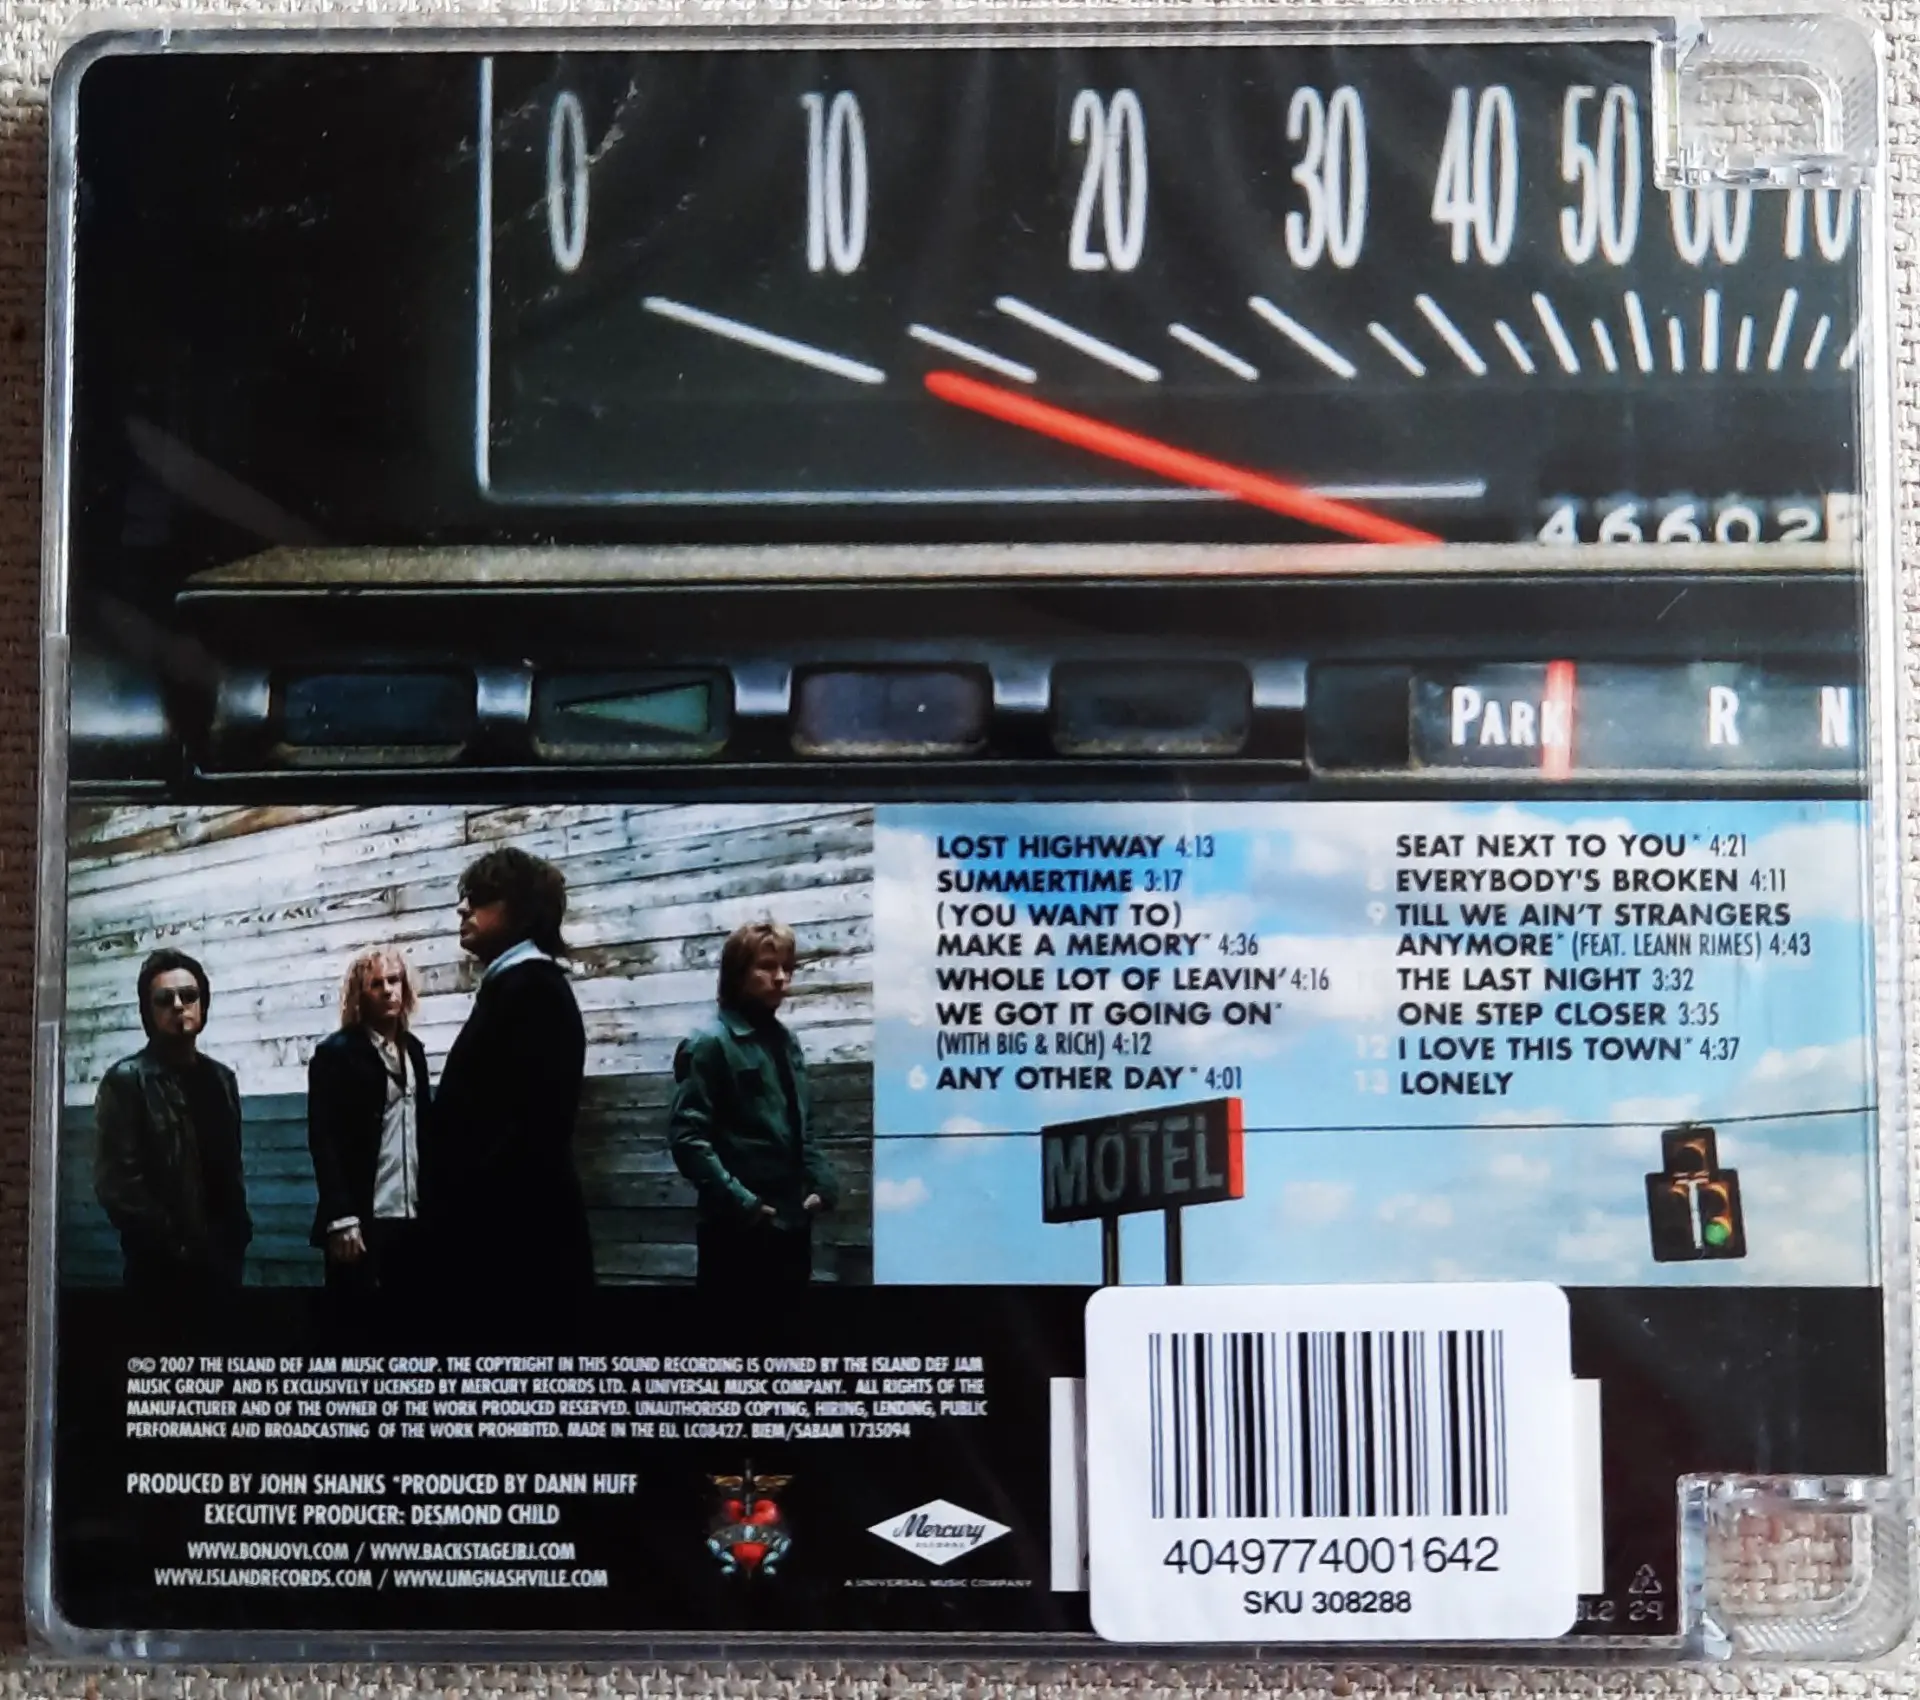 0 10 20 30 40 50 60 70
46602
PARK R N
LOST HIGHWAY 4:13
SUMMERTIME 3:17
(YOU WANT TO)
MAKE A MEMORY* 4:36
WHOLE LOT OF LEAVIN' 4:16
5 WE GOT IT GOING ON*
(WITH BIG & RICH) 4:12
6 ANY OTHER DAY* 4:01
SEAT NEXT TO YOU* 4:21
8 EVERYBODY'S BROKEN 4:11
9 TILL WE AIN'T STRANGERS
ANYMORE* (FEAT. LEANN RIMES) 4:43
THE LAST NIGHT 3:32
ONE STEP CLOSER 3:35
12 I LOVE THIS TOWN* 4:37
13 LONELY
MOTEL
℗© 2007 THE ISLAND DEF JAM MUSIC GROUP. THE COPYRIGHT IN THIS SOUND RECORDING IS OWNED BY THE ISLAND DEF JAM
MUSIC GROUP AND IS EXCLUSIVELY LICENSED BY MERCURY RECORDS LTD. A UNIVERSAL MUSIC COMPANY. ALL RIGHTS OF THE
MANUFACTURER AND OF THE OWNER OF THE WORK PRODUCED RESERVED. UNAUTHORISED COPYING, HIRING, LENDING, PUBLIC
PERFORMANCE AND BROADCASTING OF THE WORK PROHIBITED. MADE IN THE EU. LC08427. BIEM/SABAM 1735094
PRODUCED BY JOHN SHANKS *PRODUCED BY DANN HUFF
EXECUTIVE PRODUCER: DESMOND CHILD
WWW.BONJOVI.COM / WWW.BACKSTAGEJBJ.COM
WWW.ISLANDRECORDS.COM / WWW.UMGNASHVILLE.COM
Mercury
RECORDS
A UNIVERSAL MUSIC COMPANY
4049774001642
SKU 308288